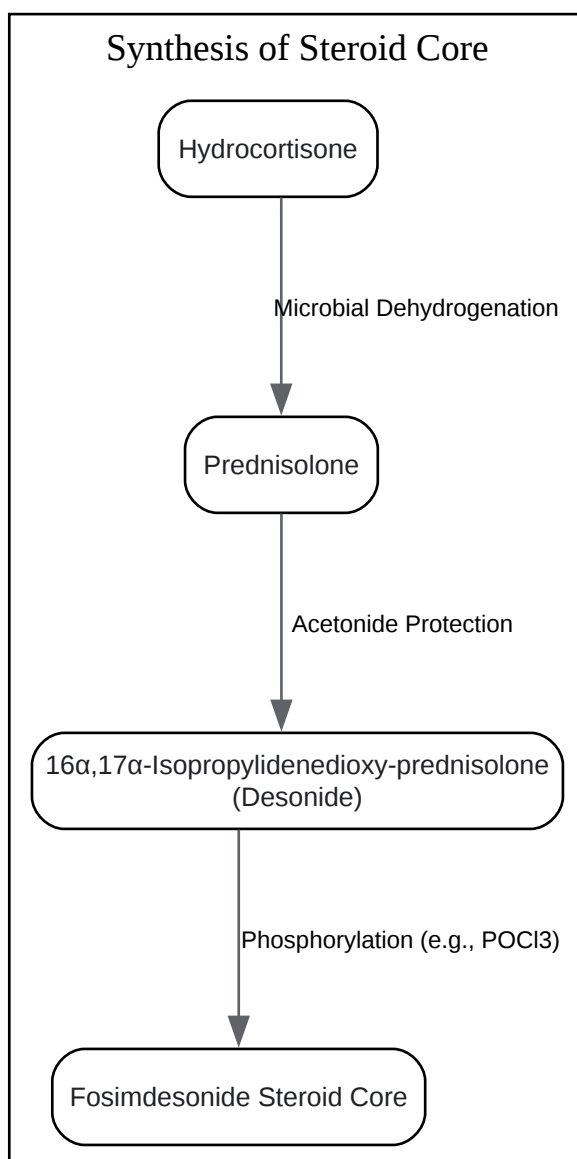 Synthesis of Steroid Core
Hydrocortisone
Microbial Dehydrogenation
Prednisolone
Acetonide Protection
16α,17α-Isopropylidenedioxy-prednisolone
(Desonide)
Phosphorylation (e.g., POCl3)
Fosimdesonide Steroid Core